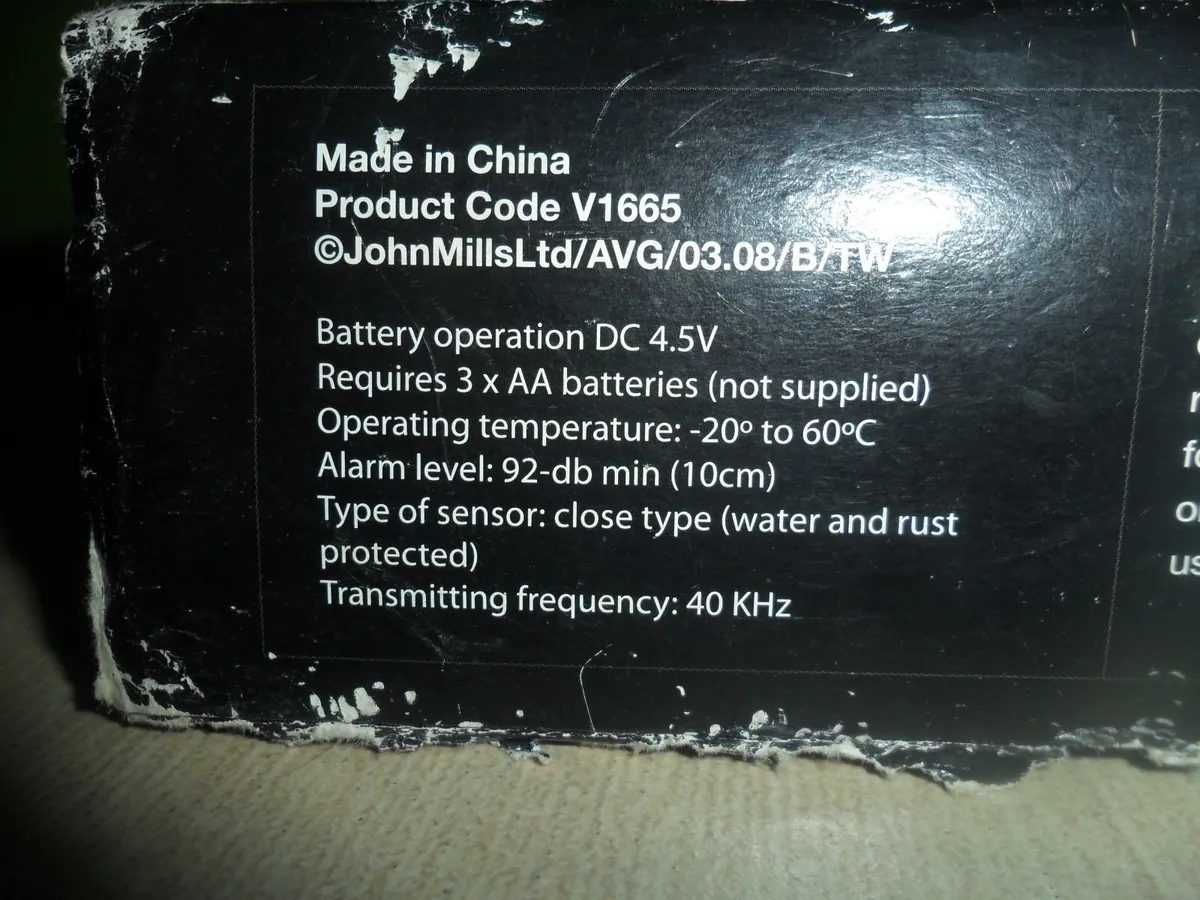 Made in China
Product Code V1665
©JohnMillsLtd/AVG/03.08/B/TW
Battery operation DC 4.5V
Requires 3 x AA batteries (not supplied)
Operating temperature: -20º to 60ºC
Alarm level: 92-db min (10cm)
Type of sensor: close type (water and rust
protected)
Transmitting frequency: 40 KHz